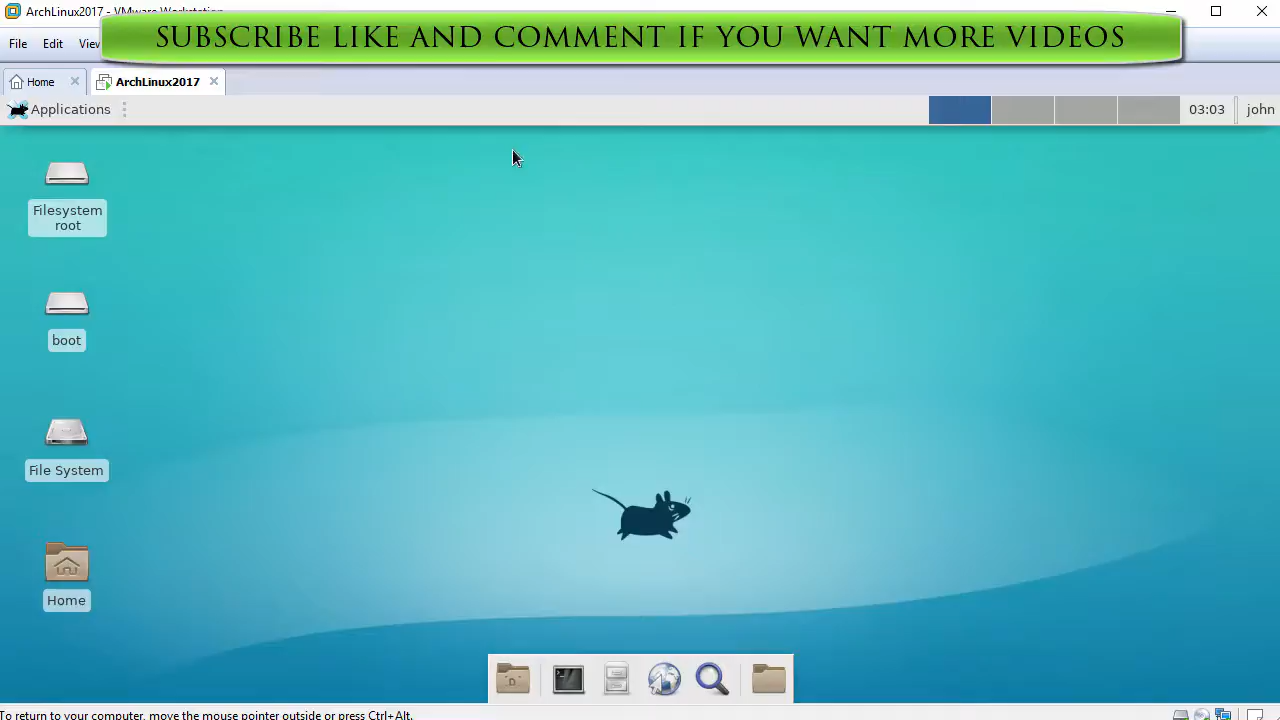 ArchLinux2017 - VMware Workstation
SUBSCRIBE LIKE AND COMMENT IF YOU WANT MORE VIDEOS
File Edit View
Home ArchLinux2017
Applications 03:03 john
Filesystem
root
boot
File System
Home
To return to your computer, move the mouse pointer outside or press Ctrl+Alt.